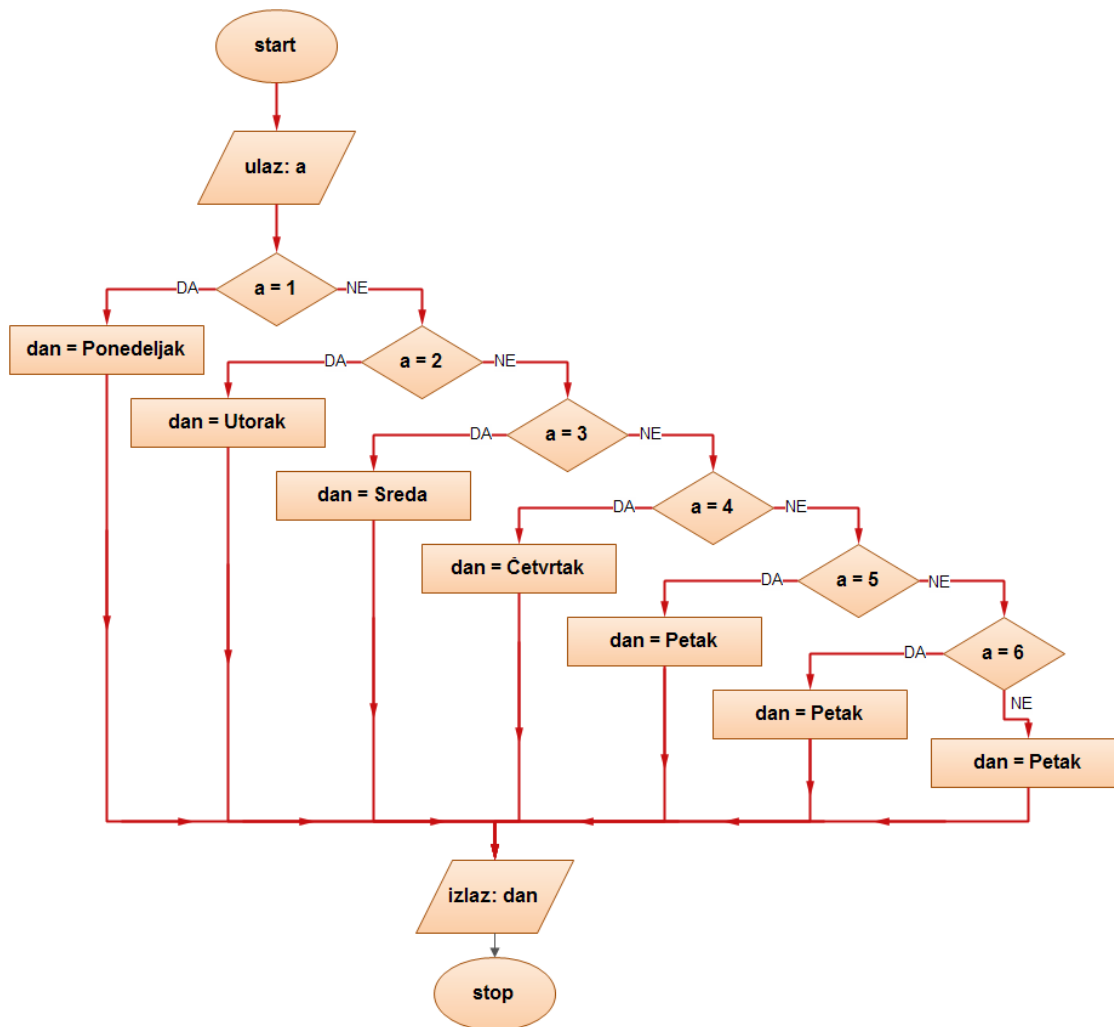 start
ulaz: a
a = 1
DA
NE
dan = Ponedeljak
a = 2
DA
NE
dan = Utorak
a = 3
DA
NE
dan = Sreda
a = 4
DA
NE
dan = Četvrtak
a = 5
DA
NE
dan = Petak
a = 6
DA
NE
dan = Petak
dan = Petak
izlaz: dan
stop